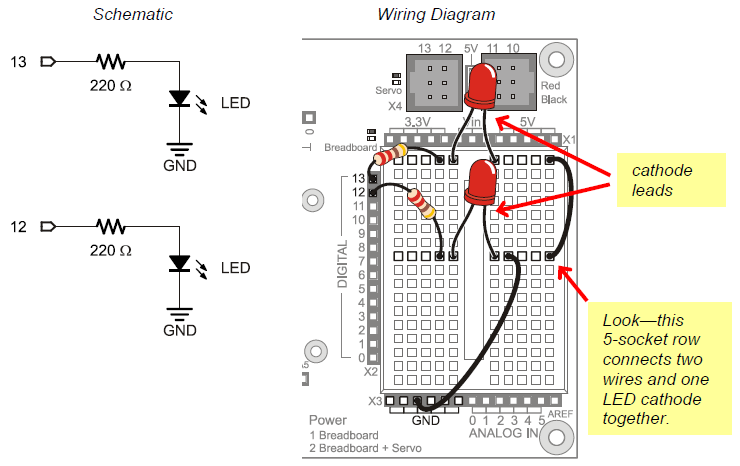 Schematic
Wiring Diagram
13
220 Ω
LED
GND
12
220 Ω
LED
GND
13 12 5V 11 10
Servo
X4
Red
Black
3.3V Vin 5V
X1
Breadboard
0
T
13
12
11
10
9
8
7
6
5
4
3
2
1
0
DIGITAL
X2
X3
GND
0 1 2 3 4 5
AREF
ANALOG IN
Power
1 Breadboard
2 Breadboard + Servo
cathode
leads
Look—this
5-socket row
connects two
wires and one
LED cathode
together.